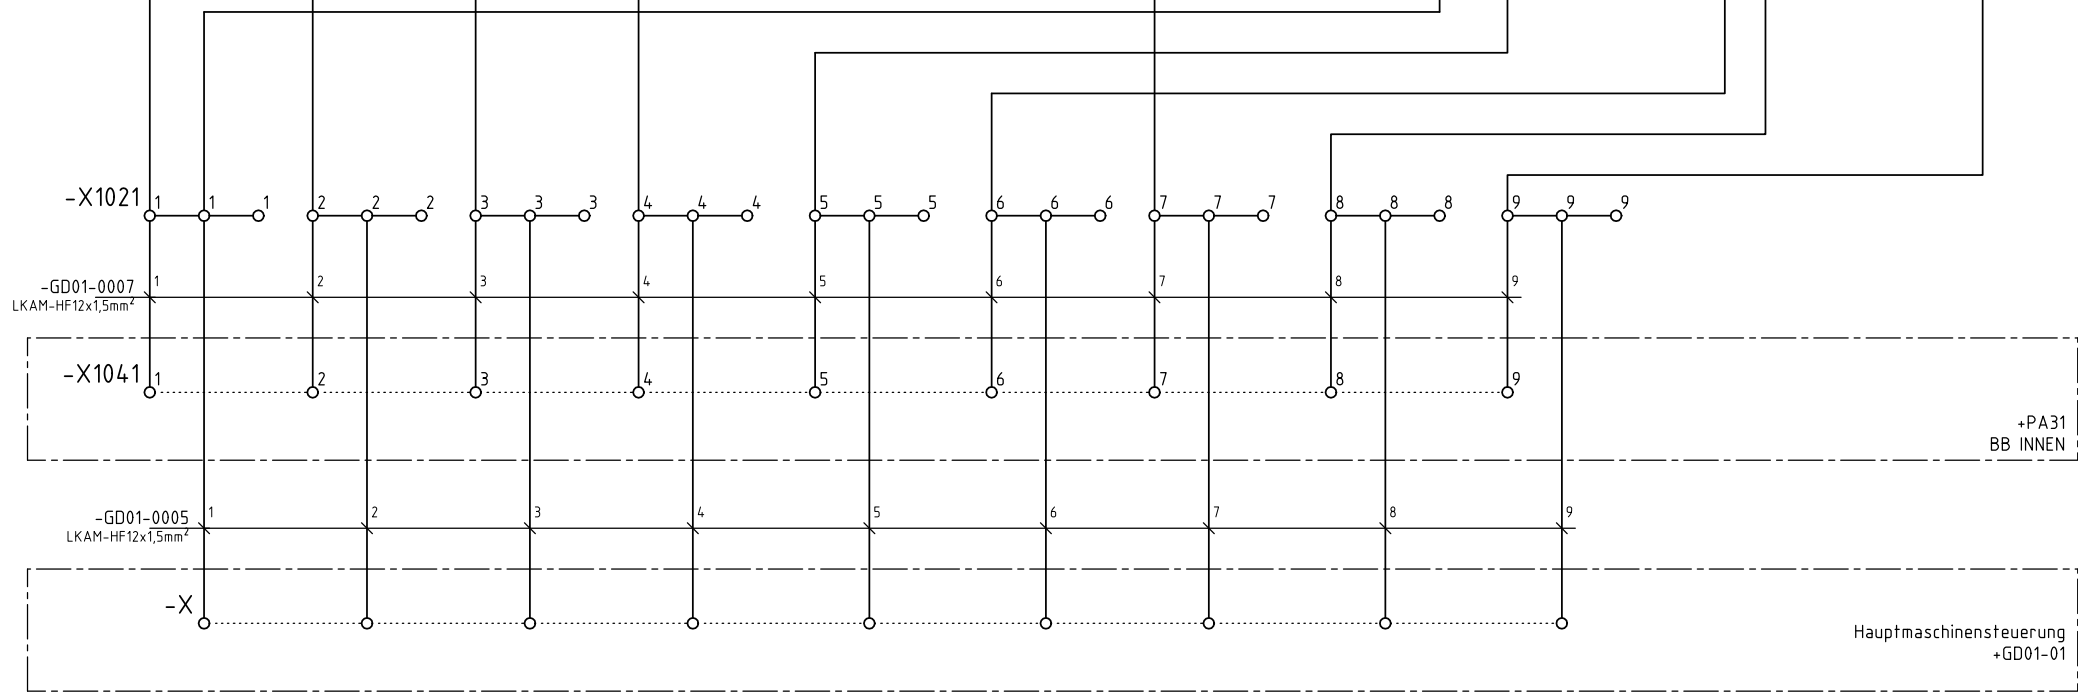 -X1021 1 1 1 2 2 2 3 3 3 4 4 4 5 5 5 6 6 6 7 7 7 8 8 8 9 9 9
-GD01-0007 1 2 3 4 5 6 7 8 9
LKAM-HF12x1,5mm²
-X1041 1 2 3 4 5 6 7 8 9
+PA31
BB INNEN
-GD01-0005 1 2 3 4 5 6 7 8 9
LKAM-HF12x1,5mm²
-X
Hauptmaschinensteuerung
+GD01-01